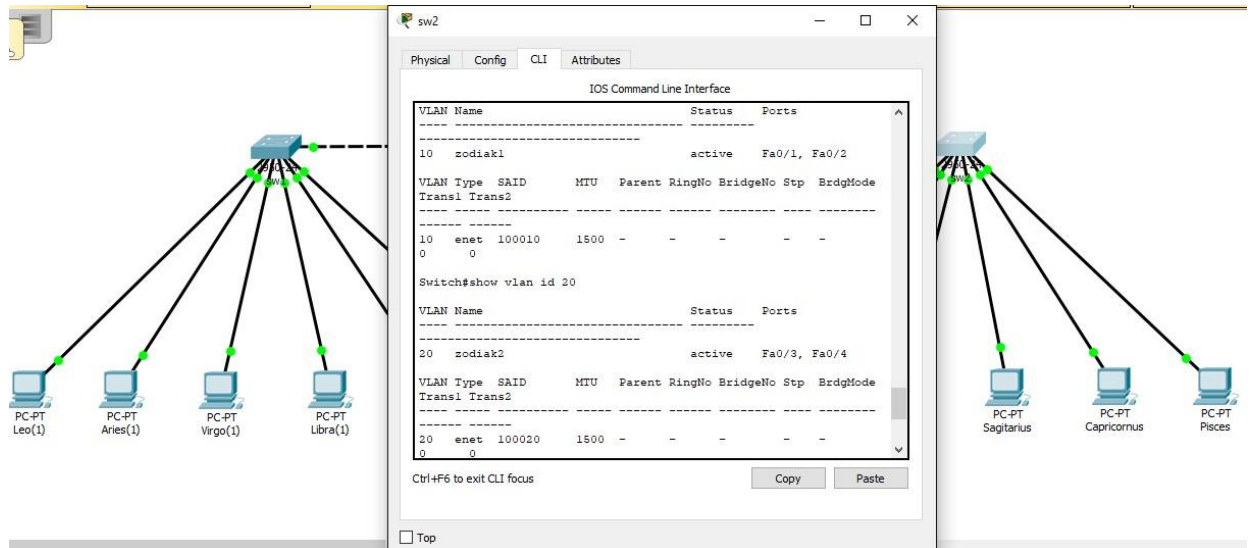 sw2
Physical Config CLI Attributes
IOS Command Line Interface
VLAN Name Status Ports
---- -------------------------------- ---------
-------------------------------
10 zodiak1 active Fa0/1, Fa0/2
VLAN Type SAID MTU Parent RingNo BridgeNo Stp BrdgMode
Trans1 Trans2
---- ----- ---------- ----- ------ ------ -------- ---- --------
------ ------
10 enet 100010 1500 - - - - -
0 0
Switch#show vlan id 20
VLAN Name Status Ports
---- -------------------------------- ---------
-------------------------------
20 zodiak2 active Fa0/3, Fa0/4
VLAN Type SAID MTU Parent RingNo BridgeNo Stp BrdgMode
Trans1 Trans2
---- ----- ---------- ----- ------ ------ -------- ---- --------
------ ------
20 enet 100020 1500 - - - - -
0 0
Ctrl+F6 to exit CLI focus
Copy Paste
Top
PC-PT
Leo(1)
PC-PT
Aries(1)
PC-PT
Virgo(1)
PC-PT
Libra(1)
PC-PT
Sagitarius
PC-PT
Capricornus
PC-PT
Pisces